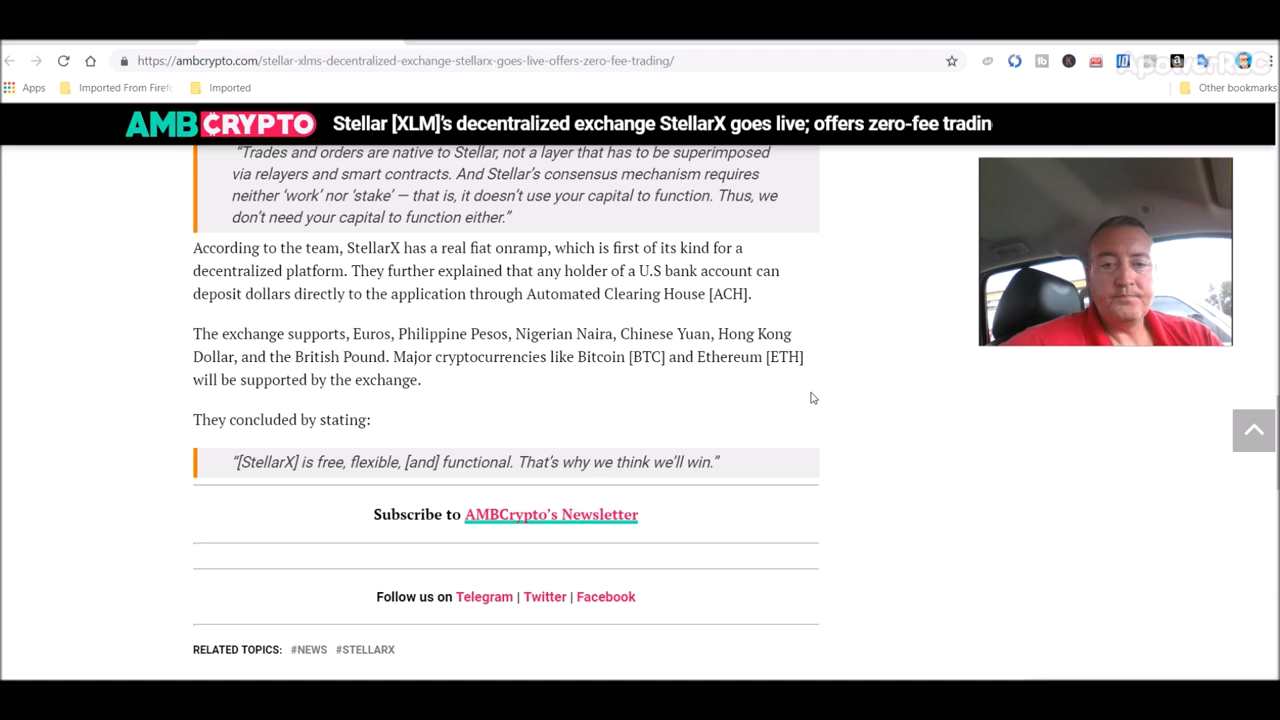 https://ambcrypto.com/stellar-xlms-decentralized-exchange-stellarx-goes-live-offers-zero-fee-trading/
ApowerREC
Apps
Imported From Firef
Imported
Other bookmarks
AMBCRYPTO
Stellar [XLM]'s decentralized exchange StellarX goes live; offers zero-fee tradin
“Trades and orders are native to Stellar, not a layer that has to be superimposed
via relayers and smart contracts. And Stellar’s consensus mechanism requires
neither ‘work’ nor ‘stake’ — that is, it doesn’t use your capital to function. Thus, we
don’t need your capital to function either.”
According to the team, StellarX has a real fiat onramp, which is first of its kind for a
decentralized platform. They further explained that any holder of a U.S bank account can
deposit dollars directly to the application through Automated Clearing House [ACH].
The exchange supports, Euros, Philippine Pesos, Nigerian Naira, Chinese Yuan, Hong Kong
Dollar, and the British Pound. Major cryptocurrencies like Bitcoin [BTC] and Ethereum [ETH]
will be supported by the exchange.
They concluded by stating:
“[StellarX] is free, flexible, [and] functional. That’s why we think we’ll win.”
Subscribe to AMBCrypto’s Newsletter
Follow us on Telegram | Twitter | Facebook
RELATED TOPICS: #NEWS #STELLARX